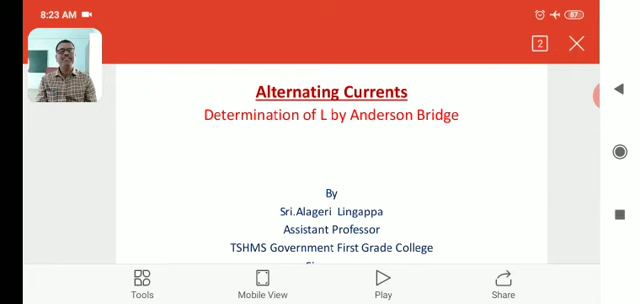 8:23 AM
67
2
Alternating Currents
Determination of L by Anderson Bridge
By
Sri.Alageri Lingappa
Assistant Professor
TSHMS Government First Grade College
Tools
Mobile View
Play
Share